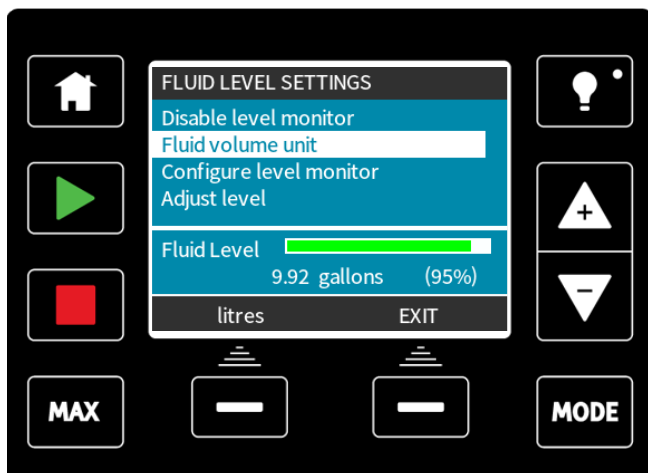 FLUID LEVEL SETTINGS
Disable level monitor
Fluid volume unit
Configure level monitor
Adjust level
Fluid Level
9.92 gallons (95%)
litres EXIT
+
−
MAX
MODE